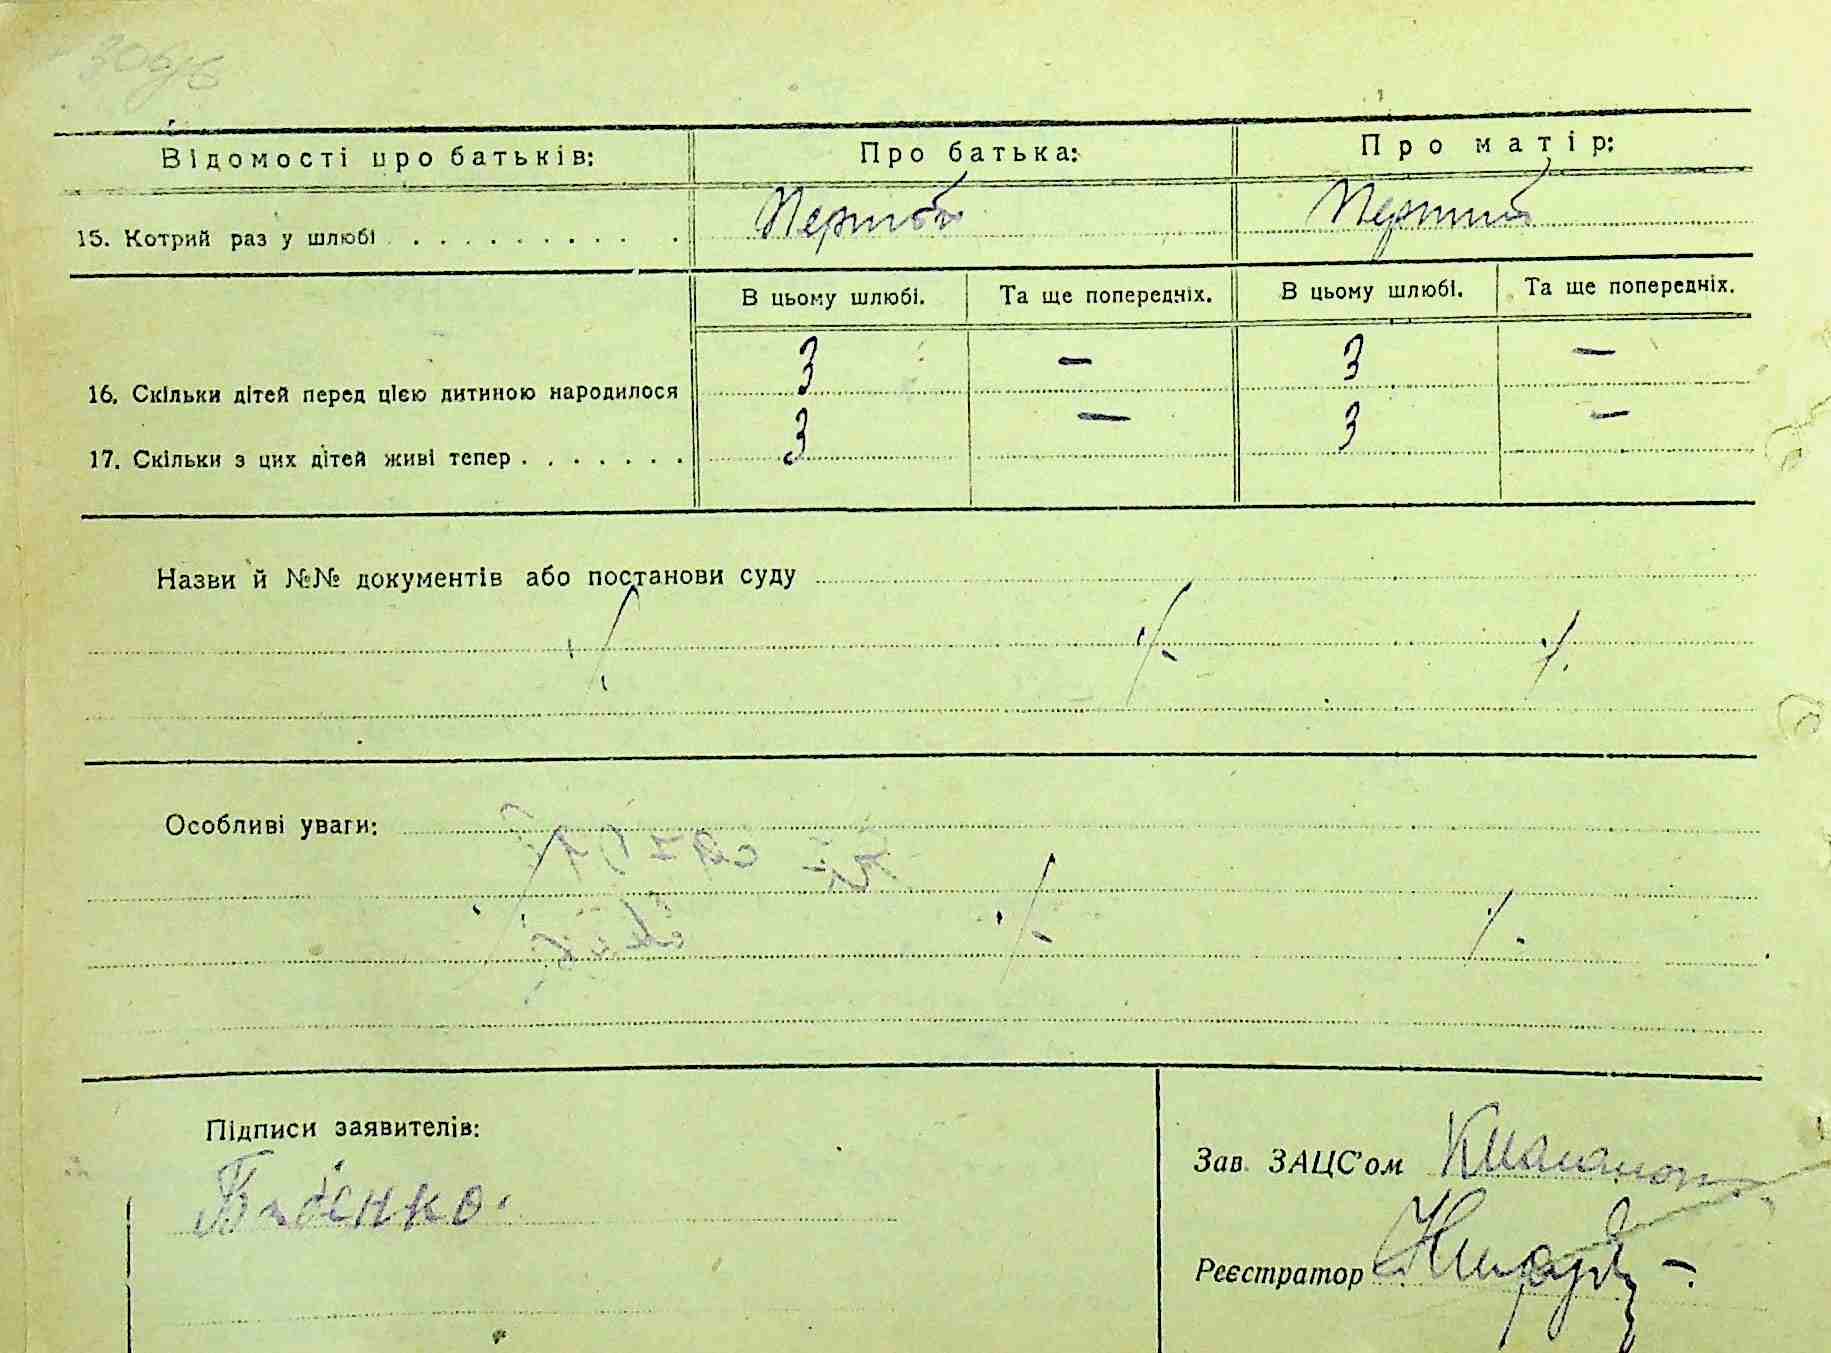 Відомості про батьків: Про батька: Про матір:
15. Котрий раз у шлюбі . . . . . . . . . . . Перший Перший
В цьому шлюбі. Та ще попередніх. В цьому шлюбі. Та ще попередніх.
16. Скільки дітей перед цією дитиною народилося 3 — 3 —
17. Скільки з цих дітей живі тепер . . . . . . . 3 — 3 —
Назви й №№ документів або постанови суду
Особливі уваги:
Підписи заявителів:
Зав. ЗАЦС'ом
Реєстратор